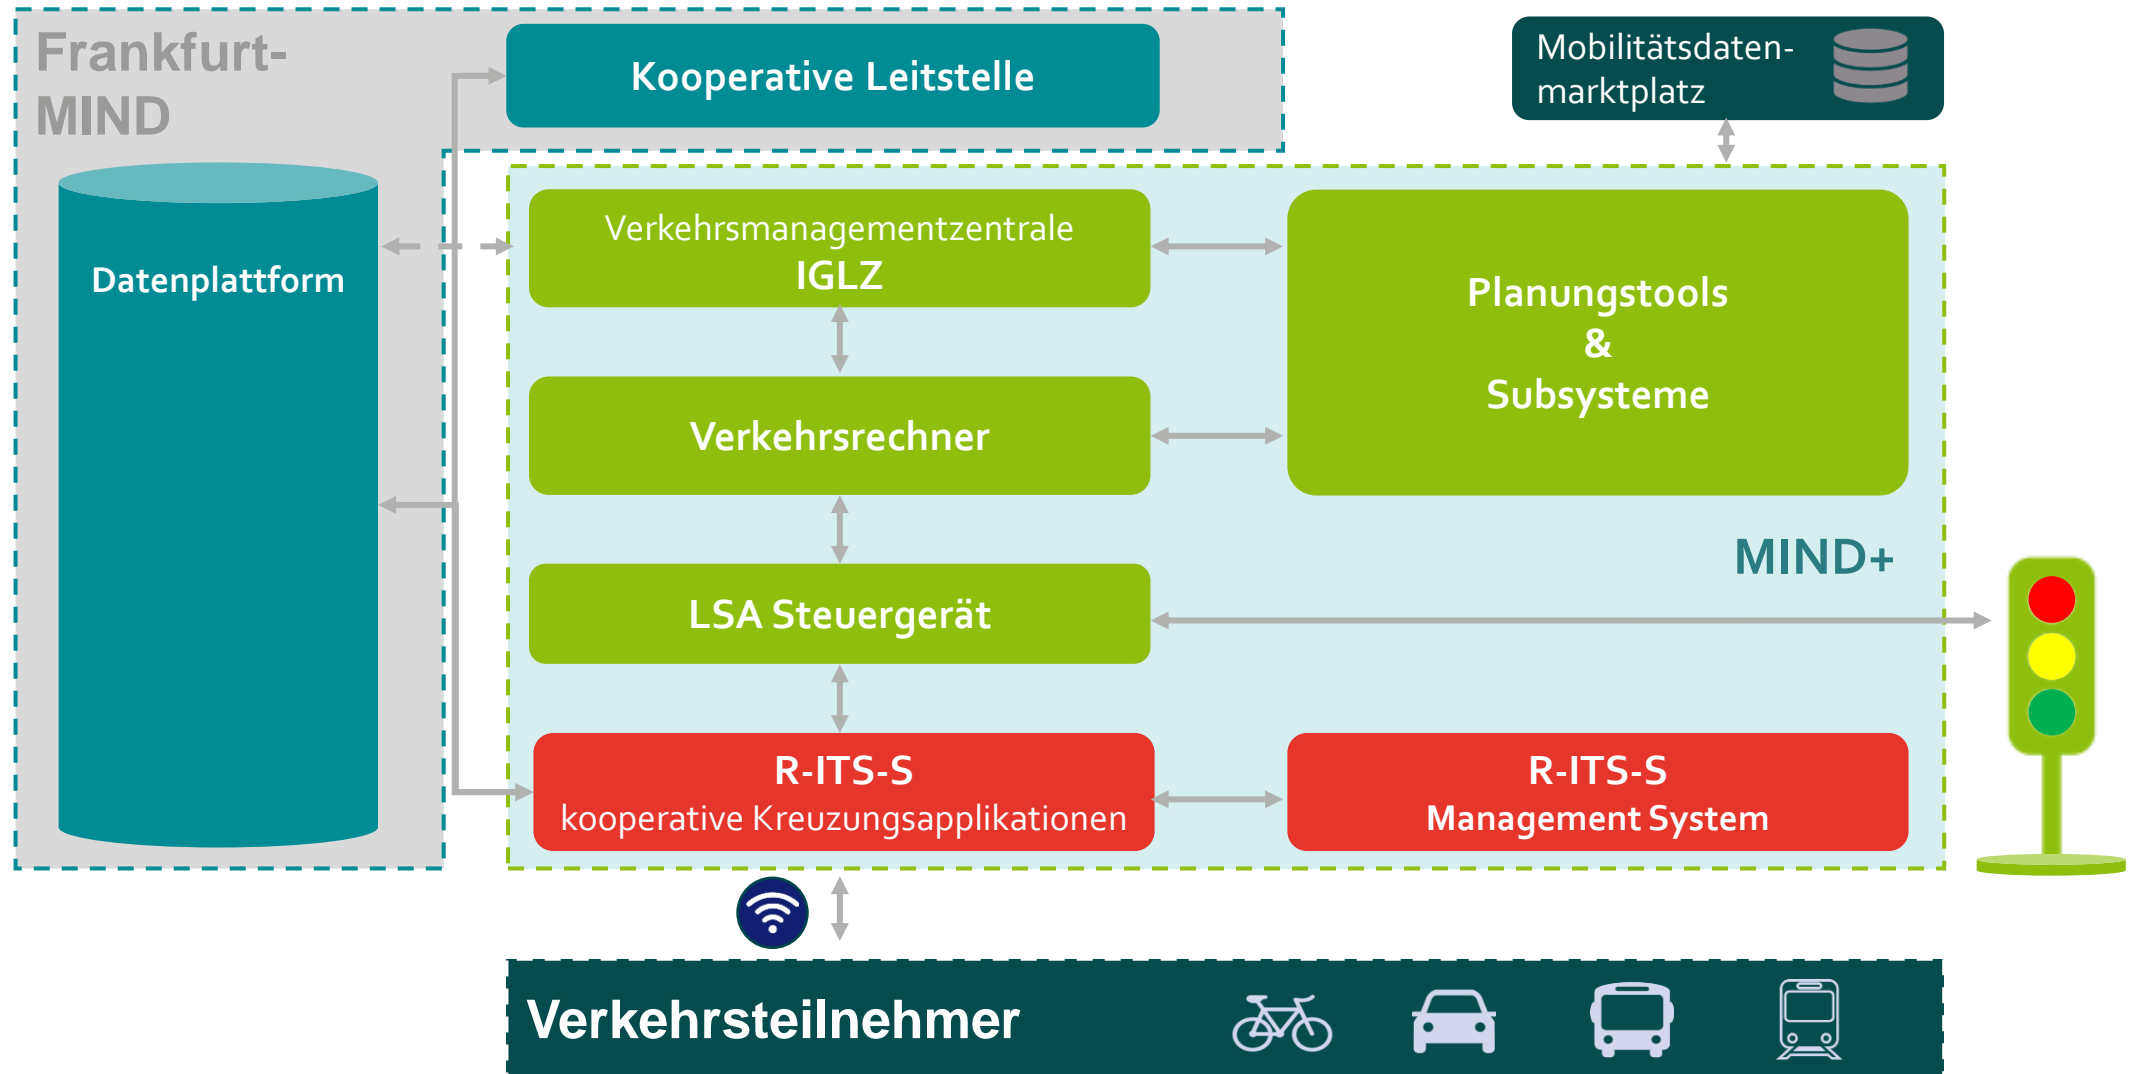 Frankfurt-
MIND
Kooperative Leitstelle
Mobilitätsdaten-
marktplatz
Datenplattform
Verkehrsmanagementzentrale
IGLZ
Planungstools
&
Subsysteme
Verkehrsrechner
MIND+
LSA Steuergerät
R-ITS-S
kooperative Kreuzungsapplikationen
R-ITS-S
Management System
Verkehrsteilnehmer